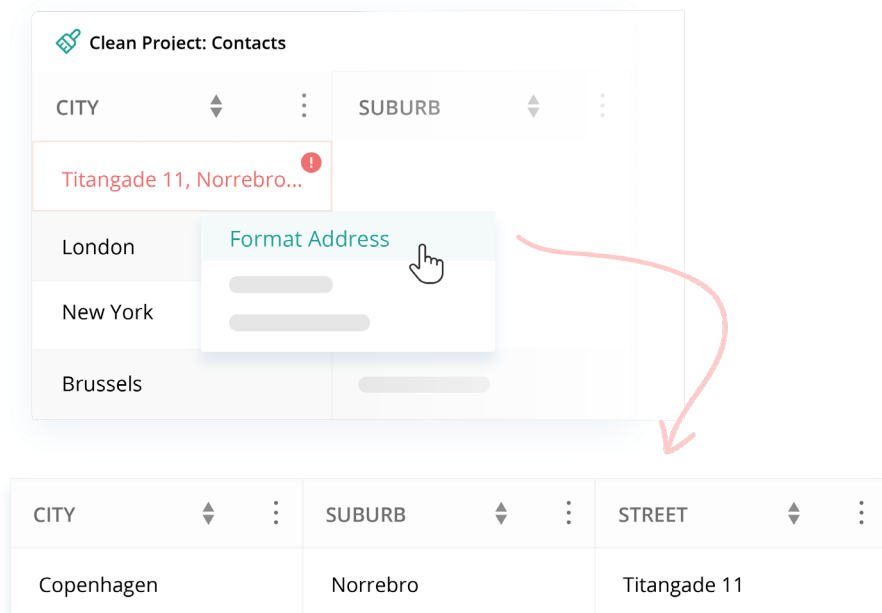 Clean Project: Contacts
CITY SUBURB
Titangade 11, Norrebro...
Format Address
London
New York
Brussels
CITY SUBURB STREET
Copenhagen Norrebro Titangade 11